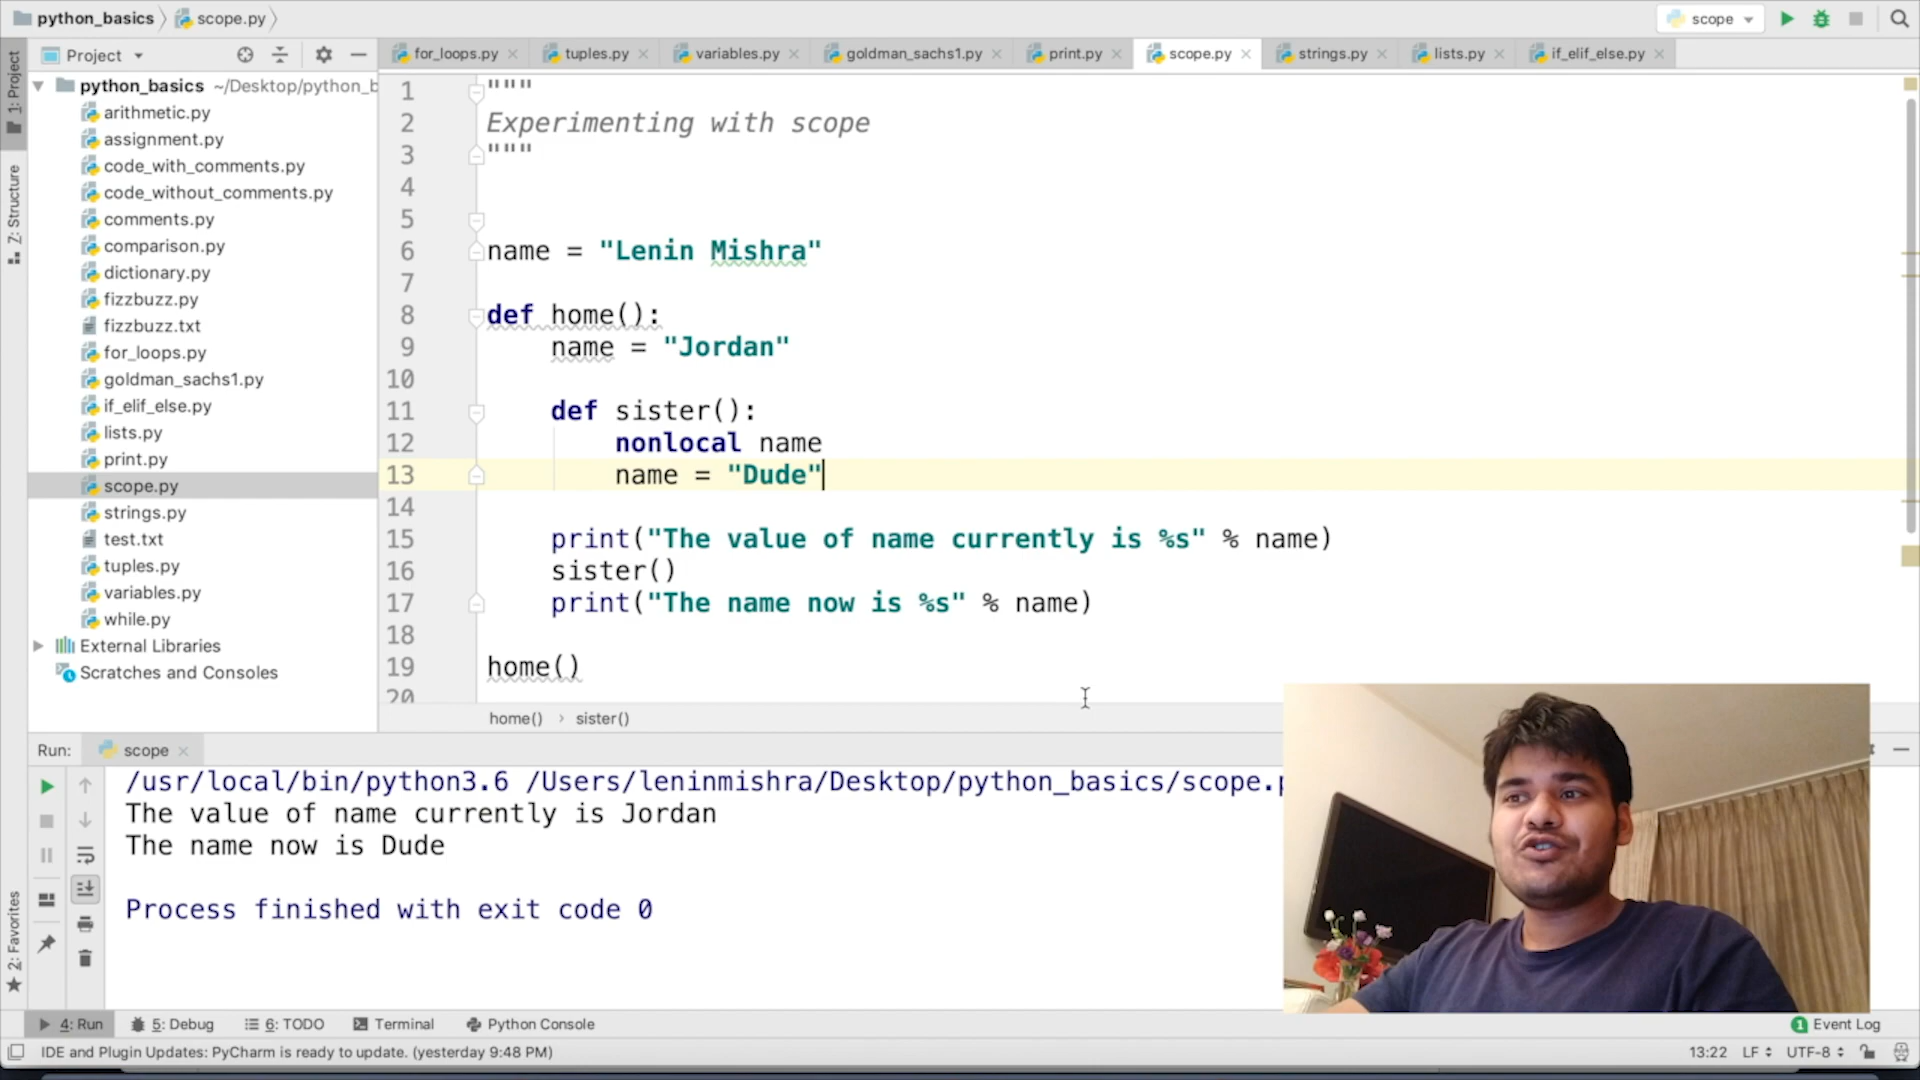 python_basics
scope.py
scope
1: Project
Z: Structure
2: Favorites
Project
for_loops.py
tuples.py
variables.py
goldman_sachs1.py
print.py
scope.py
strings.py
lists.py
if_elif_else.py
python_basics ~/Desktop/python_b
arithmetic.py
assignment.py
code_with_comments.py
code_without_comments.py
comments.py
comparison.py
dictionary.py
fizzbuzz.py
fizzbuzz.txt
for_loops.py
goldman_sachs1.py
if_elif_else.py
lists.py
print.py
scope.py
strings.py
test.txt
tuples.py
variables.py
while.py
External Libraries
Scratches and Consoles
1 """
2 Experimenting with scope
3 """
4
5
6 name = "Lenin Mishra"
7
8 def home():
9 name = "Jordan"
10
11 def sister():
12 nonlocal name
13 name = "Dude"
14
15 print("The value of name currently is %s" % name)
16 sister()
17 print("The name now is %s" % name)
18
19 home()
20
home() › sister()
Run: scope
/usr/local/bin/python3.6 /Users/leninmishra/Desktop/python_basics/scope.p
The value of name currently is Jordan
The name now is Dude
Process finished with exit code 0
4: Run 5: Debug 6: TODO Terminal Python Console 1 Event Log
IDE and Plugin Updates: PyCharm is ready to update. (yesterday 9:48 PM) 13:22 LF UTF-8